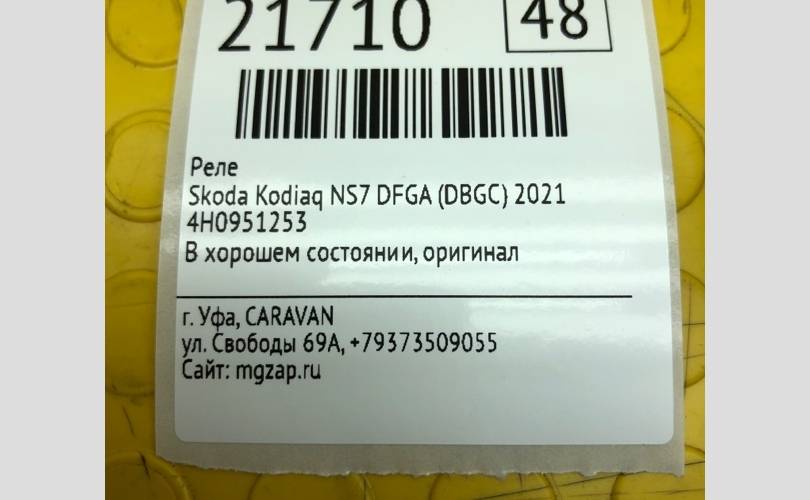 21710
48
Реле
Skoda Kodiaq NS7 DFGA (DBGC) 2021
4H0951253
В хорошем состоянии, оригинал
г. Уфа, CARAVAN
ул. Свободы 69А, +79373509055
Сайт: mgzap.ru